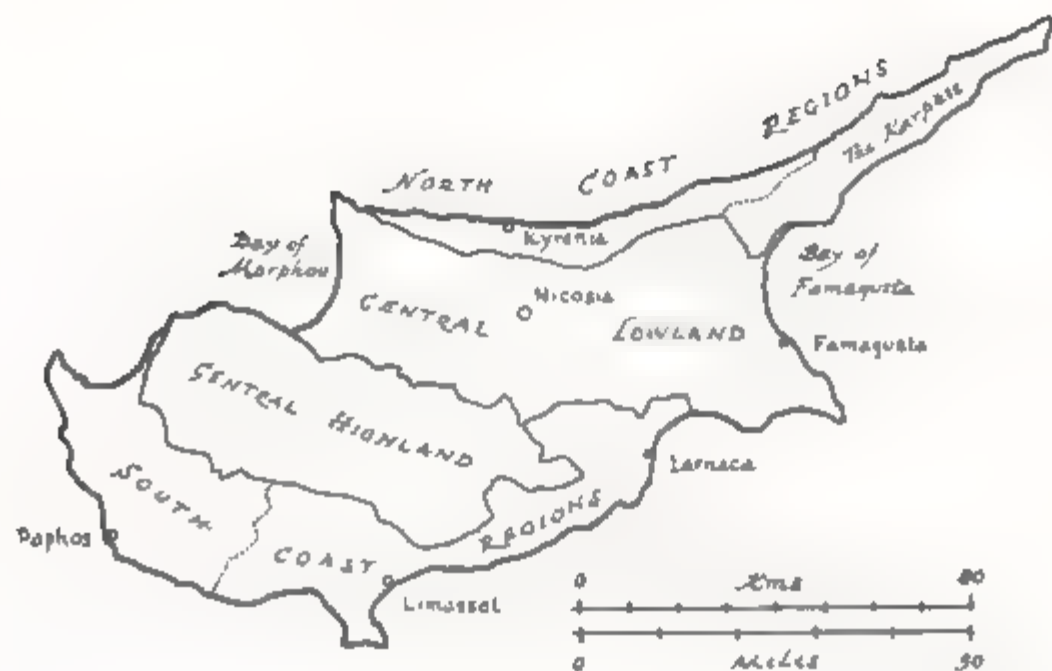 NORTH COAST REGIONS
The Karpass
Kyrenia
Bay of
Morphou
Nicosia
Bay of
Famagusta
CENTRAL LOWLAND
Famagusta
CENTRAL HIGHLAND
Larnaca
SOUTH COAST REGIONS
Paphos
Limassol
0 Kms 80
0 Miles 50